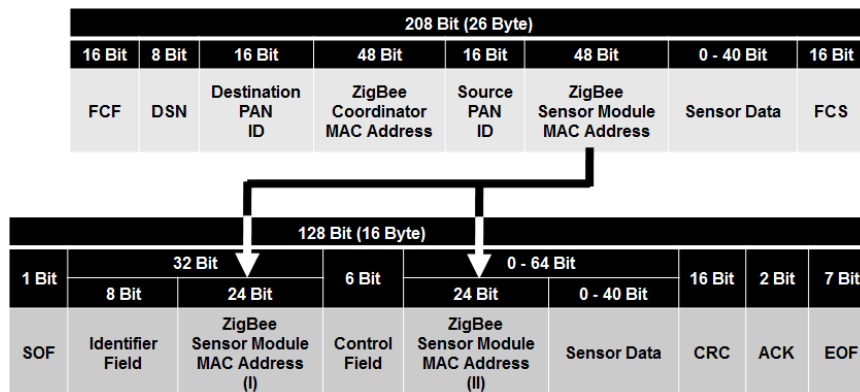 208 Bit (26 Byte)
16 Bit 8 Bit 16 Bit 48 Bit 16 Bit 48 Bit 0 - 40 Bit 16 Bit
FCF DSN Destination PAN ID ZigBee Coordinator MAC Address Source PAN ID ZigBee Sensor Module MAC Address Sensor Data FCS
128 Bit (16 Byte)
1 Bit 32 Bit 6 Bit 0 - 64 Bit 16 Bit 2 Bit 7 Bit
8 Bit 24 Bit 24 Bit 0 - 40 Bit
SOF Identifier Field ZigBee Sensor Module MAC Address (I) Control Field ZigBee Sensor Module MAC Address (II) Sensor Data CRC ACK EOF